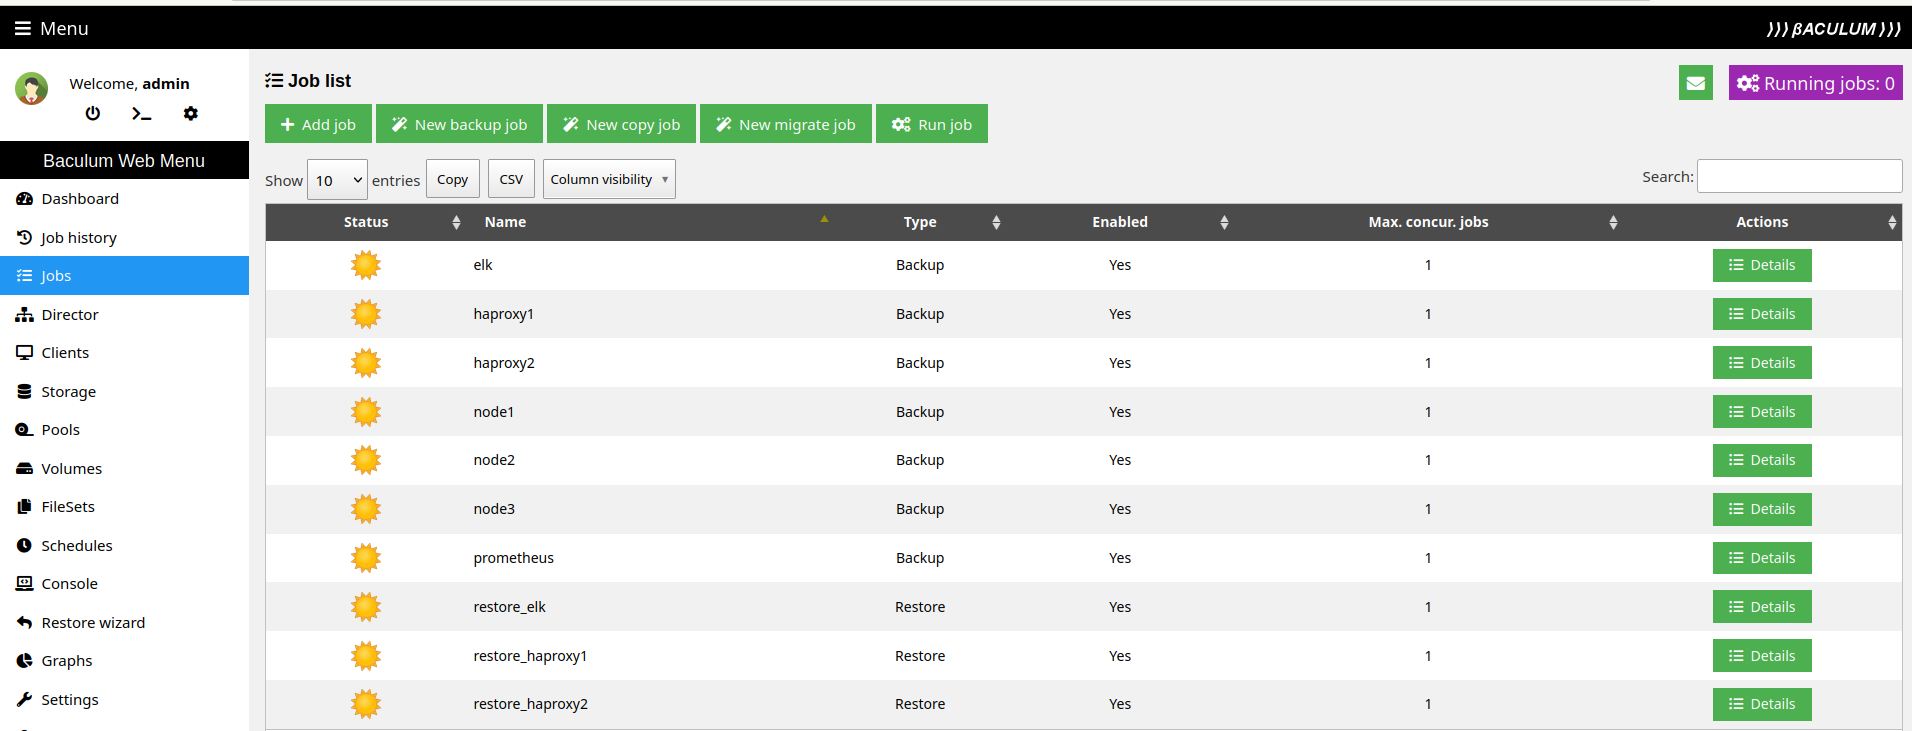 Menu
⟩⟩⟩ βACULUM ⟩⟩⟩
Welcome, admin
Baculum Web Menu
Dashboard
Job history
Jobs
Director
Clients
Storage
Pools
Volumes
FileSets
Schedules
Console
Restore wizard
Graphs
Settings
Job list
Running jobs: 0
Add job New backup job New copy job New migrate job Run job
Show 10 entries Copy CSV Column visibility Search:
Status Name Type Enabled Max. concur. jobs Actions
elk Backup Yes 1 Details
haproxy1 Backup Yes 1 Details
haproxy2 Backup Yes 1 Details
node1 Backup Yes 1 Details
node2 Backup Yes 1 Details
node3 Backup Yes 1 Details
prometheus Backup Yes 1 Details
restore_elk Restore Yes 1 Details
restore_haproxy1 Restore Yes 1 Details
restore_haproxy2 Restore Yes 1 Details